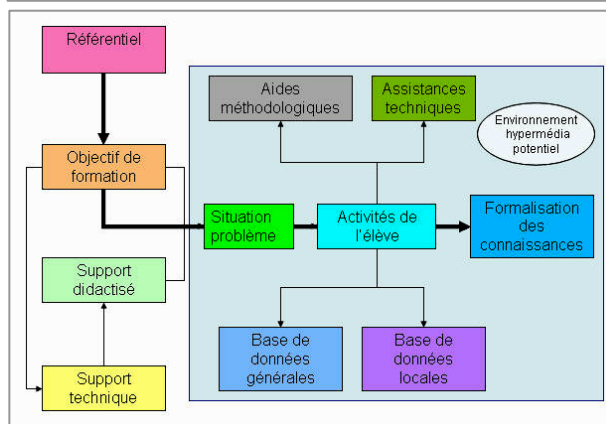 Référentiel
Aides
méthodologiques
Assistances
techniques
Environnement
hypermédia
potentiel
Objectif de
formation
Situation
problème
Activités de
l'élève
Formalisation
des
connaissances
Support
didactisé
Base de
données
générales
Base de
données
locales
Support
technique